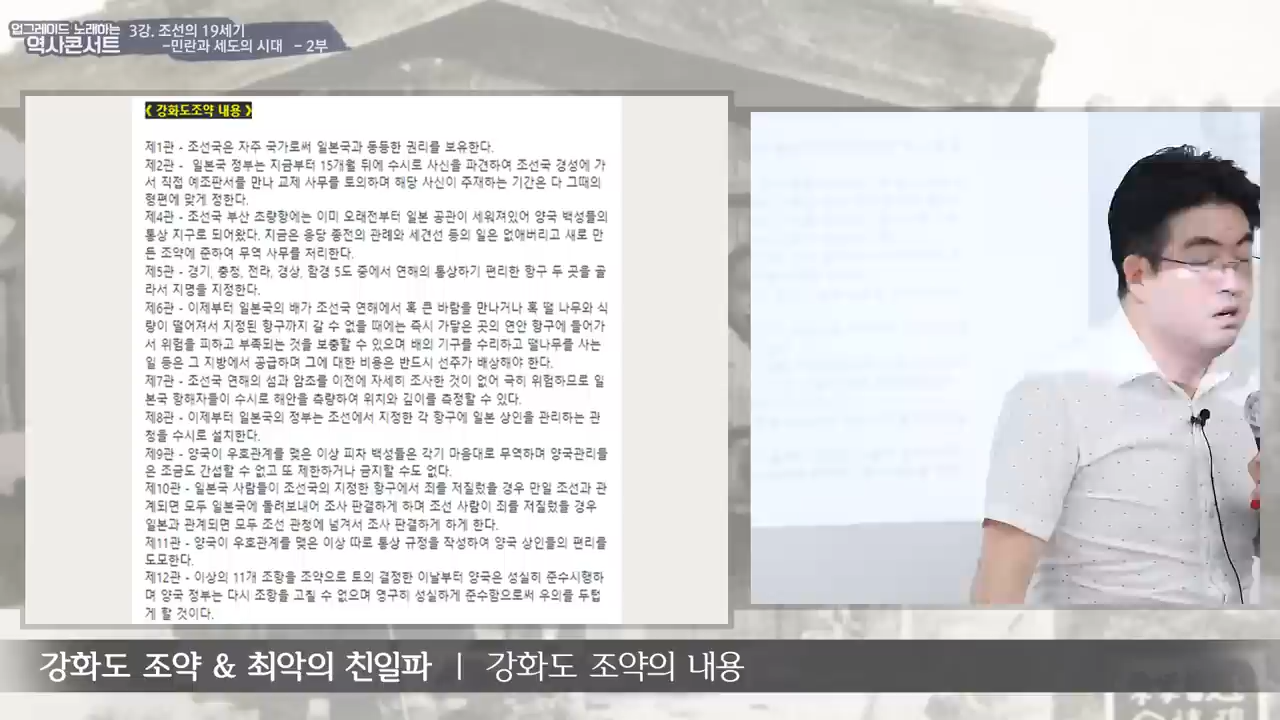 업그레이드 노래하는
역사콘서트
3강. 조선의 19세기
-민란과 세도의 시대 - 2부
《 강화도조약 내용 》
제1관 - 조선국은 자주 국가로써 일본국과 동등한 권리를 보유한다.
제2관 - 일본국 정부는 지금부터 15개월 뒤에 수시로 사신을 파견하여 조선국 경성에 가
서 직접 예조판서를 만나 교제 사무를 토의하며 해당 사신이 주재하는 기간은 다 그때의
형편에 맞게 정한다.
제4관 - 조선국 부산 초량항에는 이미 오래전부터 일본 공관이 세워져있어 양국 백성들의
통상 지구로 되어왔다. 지금은 응당 종전의 관례와 세견선 등의 일은 없애버리고 새로 만
든 조약에 준하여 무역 사무를 처리한다.
제5관 - 경기, 충청, 전라, 경상, 함경 5도 중에서 연해의 통상하기 편리한 항구 두 곳을 골
라서 지명을 지정한다.
제6관 - 이제부터 일본국의 배가 조선국 연해에서 혹 큰 바람을 만나거나 혹 땔 나무와 식
량이 떨어져서 지정된 항구까지 갈 수 없을 때에는 즉시 가닿은 곳의 연안 항구에 들어가
서 위험을 피하고 부족되는 것을 보충할 수 있으며 배의 기구를 수리하고 땔나무를 사는
일 등은 그 지방에서 공급하며 그에 대한 비용은 반드시 선주가 배상해야 한다.
제7관 - 조선국 연해의 섬과 암초를 이전에 자세히 조사한 것이 없어 극히 위험하므로 일
본국 항해자들이 수시로 해안을 측량하여 위치와 깊이를 측정할 수 있다.
제8관 - 이제부터 일본국의 정부는 조선에서 지정한 각 항구에 일본 상인을 관리하는 관
청을 수시로 설치한다.
제9관 - 양국이 우호관계를 맺은 이상 피차 백성들은 각기 마음대로 무역하며 양국관리들
은 조금도 간섭할 수 없고 또 제한하거나 금지할 수도 없다.
제10관 - 일본국 사람들이 조선국의 지정한 항구에서 죄를 저질렀을 경우 만일 조선과 관
계되면 모두 일본국에 돌려보내어 조사 판결하게 하며 조선 사람이 죄를 저질렀을 경우
일본과 관계되면 모두 조선 관청에 넘겨서 조사 판결하게 하게 한다.
제11관 - 양국이 우호관계를 맺은 이상 따로 통상 규정을 작성하여 양국 상인들의 편리를
도모한다.
제12관 - 이상의 11개 조항을 조약으로 토의 결정한 이날부터 양국은 성실히 준수시행하
며 양국 정부는 다시 조항을 고칠 수 없으며 영구히 성실하게 준수함으로써 우의를 두텁
게 할 것이다.
강화도 조약 & 최악의 친일파 | 강화도 조약의 내용